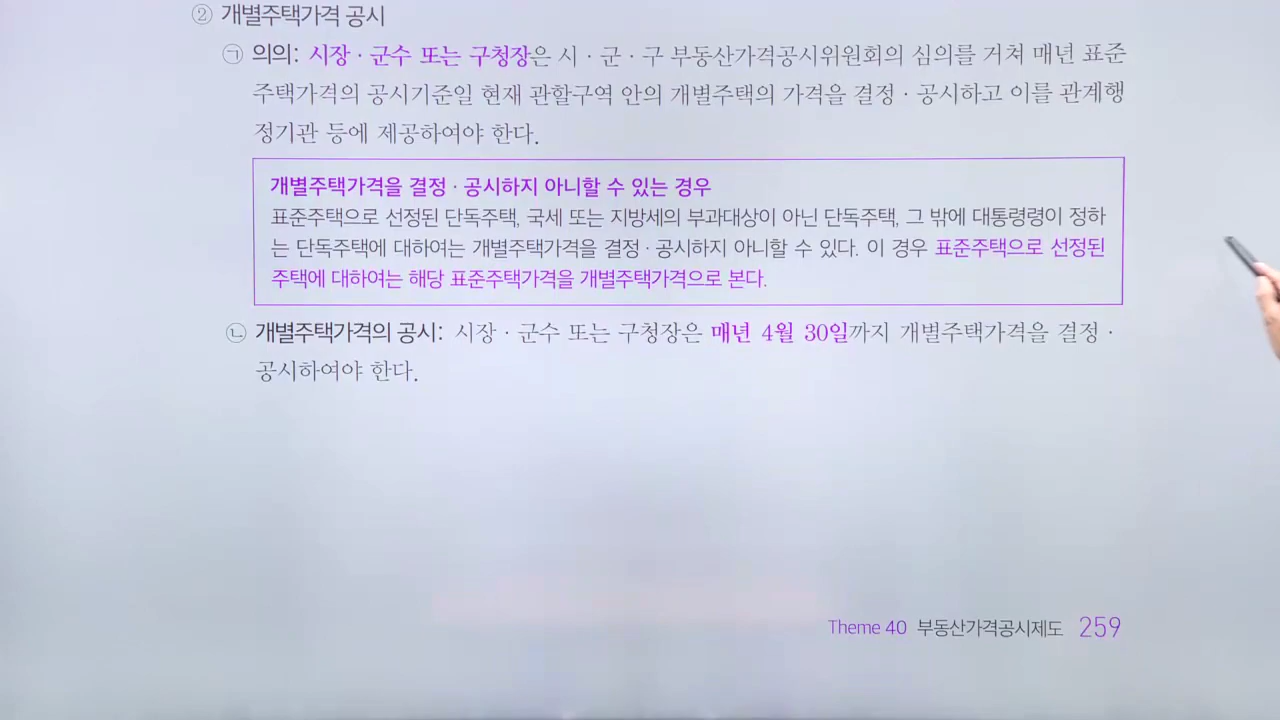 ② 개별주택가격 공시
㉠ 의의: 시장·군수 또는 구청장은 시·군·구 부동산가격공시위원회의 심의를 거쳐 매년 표준
주택가격의 공시기준일 현재 관할구역 안의 개별주택의 가격을 결정·공시하고 이를 관계행
정기관 등에 제공하여야 한다.
개별주택가격을 결정·공시하지 아니할 수 있는 경우
표준주택으로 선정된 단독주택, 국세 또는 지방세의 부과대상이 아닌 단독주택, 그 밖에 대통령령이 정하
는 단독주택에 대하여는 개별주택가격을 결정·공시하지 아니할 수 있다. 이 경우 표준주택으로 선정된
주택에 대하여는 해당 표준주택가격을 개별주택가격으로 본다.
㉡ 개별주택가격의 공시: 시장·군수 또는 구청장은 매년 4월 30일까지 개별주택가격을 결정·
공시하여야 한다.
Theme 40 부동산가격공시제도 259